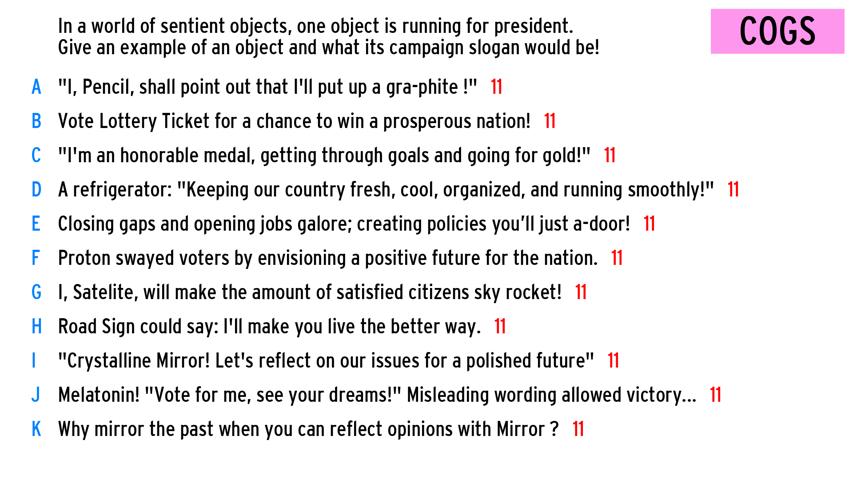 In a world of sentient objects, one object is running for president.
Give an example of an object and what its campaign slogan would be!
COGS
A "I, Pencil, shall point out that I'll put up a gra-phite !" 11
B Vote Lottery Ticket for a chance to win a prosperous nation! 11
C "I'm an honorable medal, getting through goals and going for gold!" 11
D A refrigerator: "Keeping our country fresh, cool, organized, and running smoothly!" 11
E Closing gaps and opening jobs galore; creating policies you’ll just a-door! 11
F Proton swayed voters by envisioning a positive future for the nation. 11
G I, Satelite, will make the amount of satisfied citizens sky rocket! 11
H Road Sign could say: I'll make you live the better way. 11
I "Crystalline Mirror! Let's reflect on our issues for a polished future" 11
J Melatonin! "Vote for me, see your dreams!" Misleading wording allowed victory... 11
K Why mirror the past when you can reflect opinions with Mirror ? 11